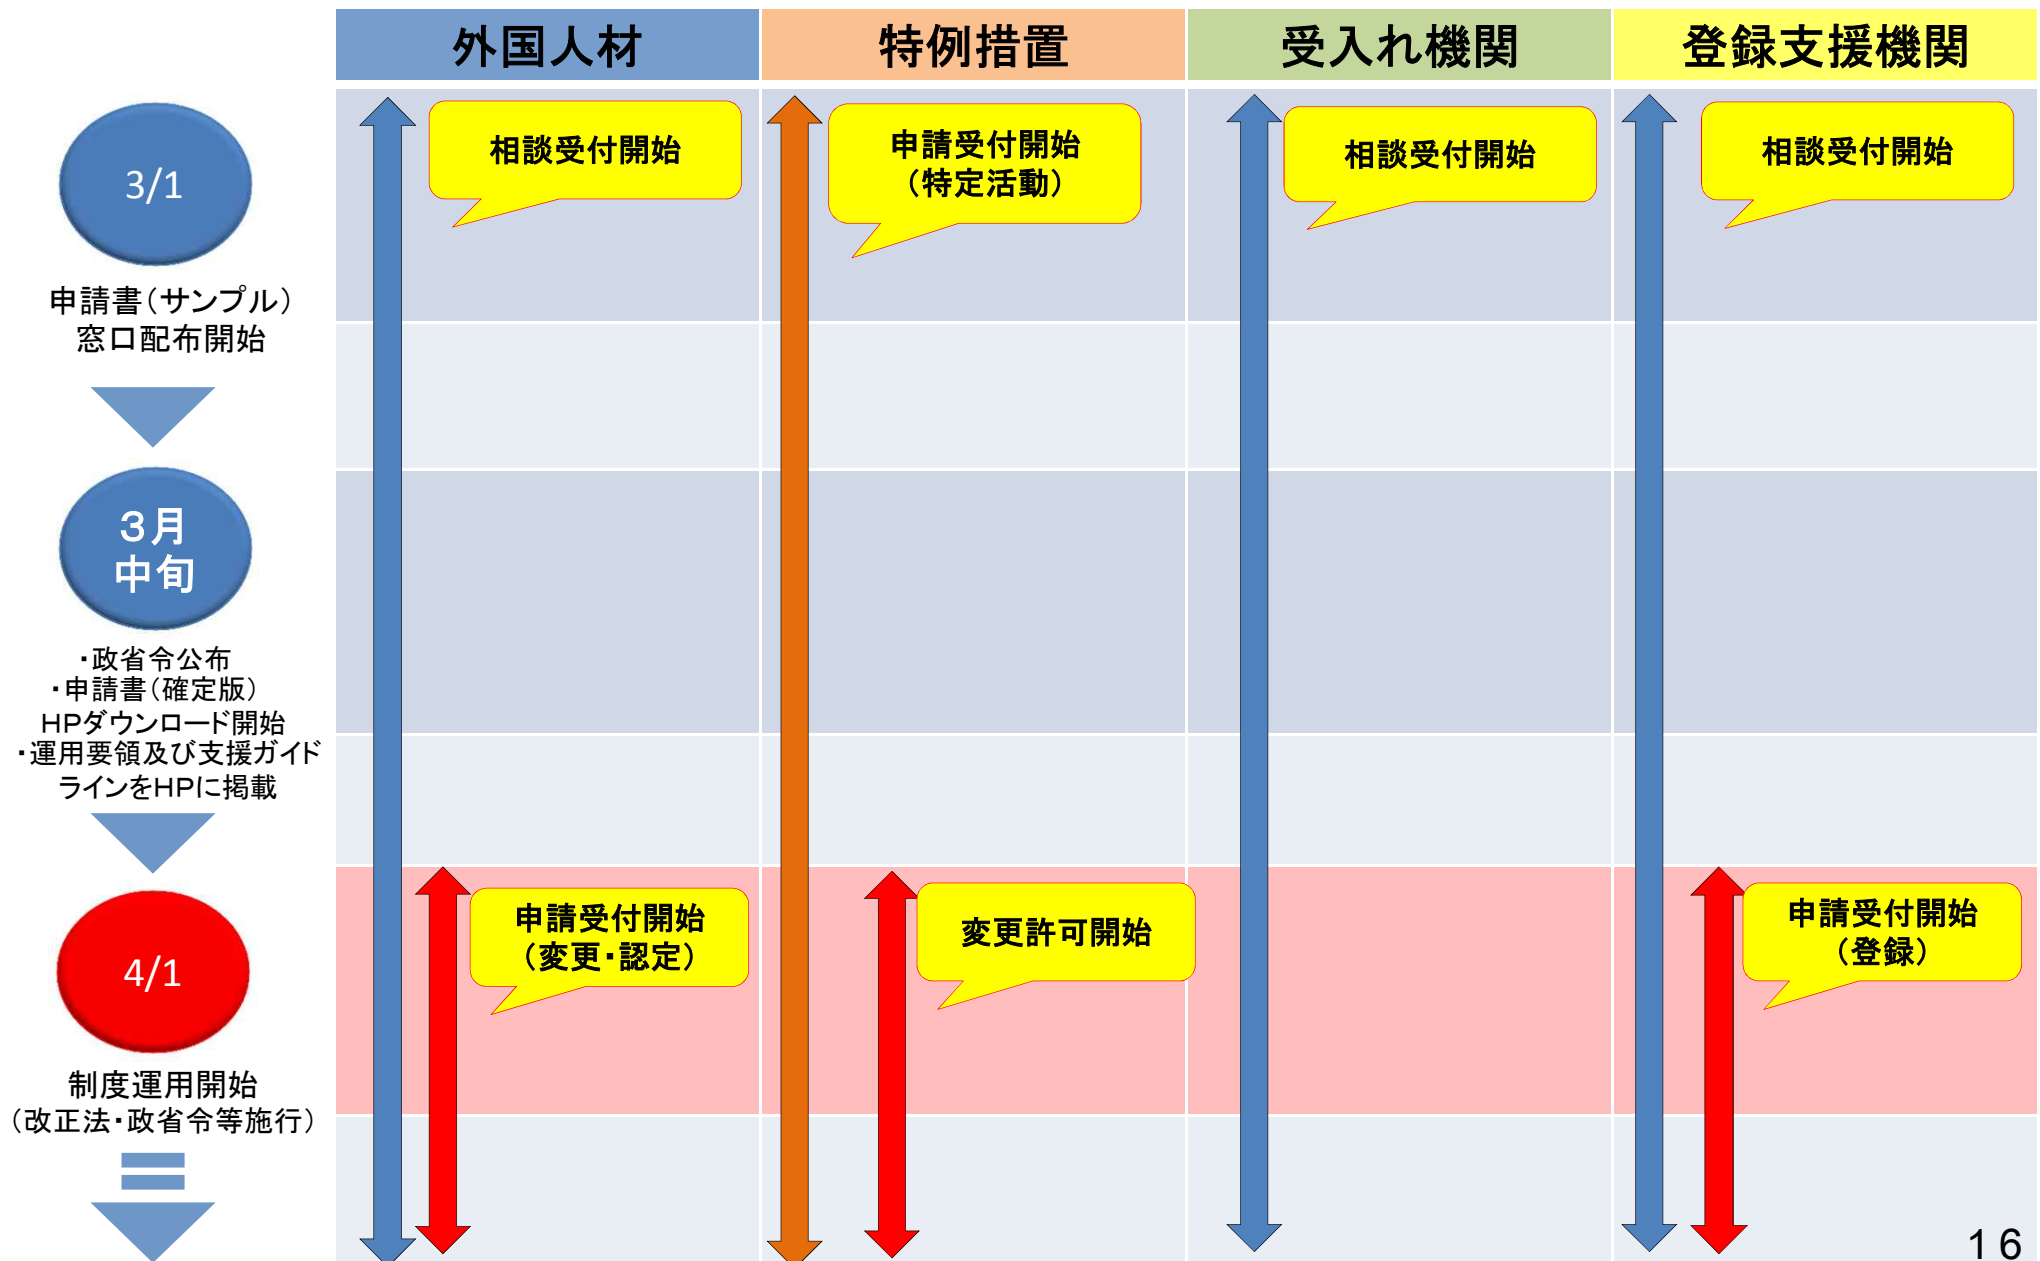 外国人材
特例措置
受入れ機関
登録支援機関
3/1
申請書（サンプル）
窓口配布開始
相談受付開始
申請受付開始
（特定活動）
相談受付開始
相談受付開始
３月
中旬
・政省令公布
・申請書（確定版）
HPダウンロード開始
・運用要領及び支援ガイド
ラインをHPに掲載
4/1
制度運用開始
（改正法・政省令等施行）
申請受付開始
（変更・認定）
変更許可開始
申請受付開始
（登録）
16